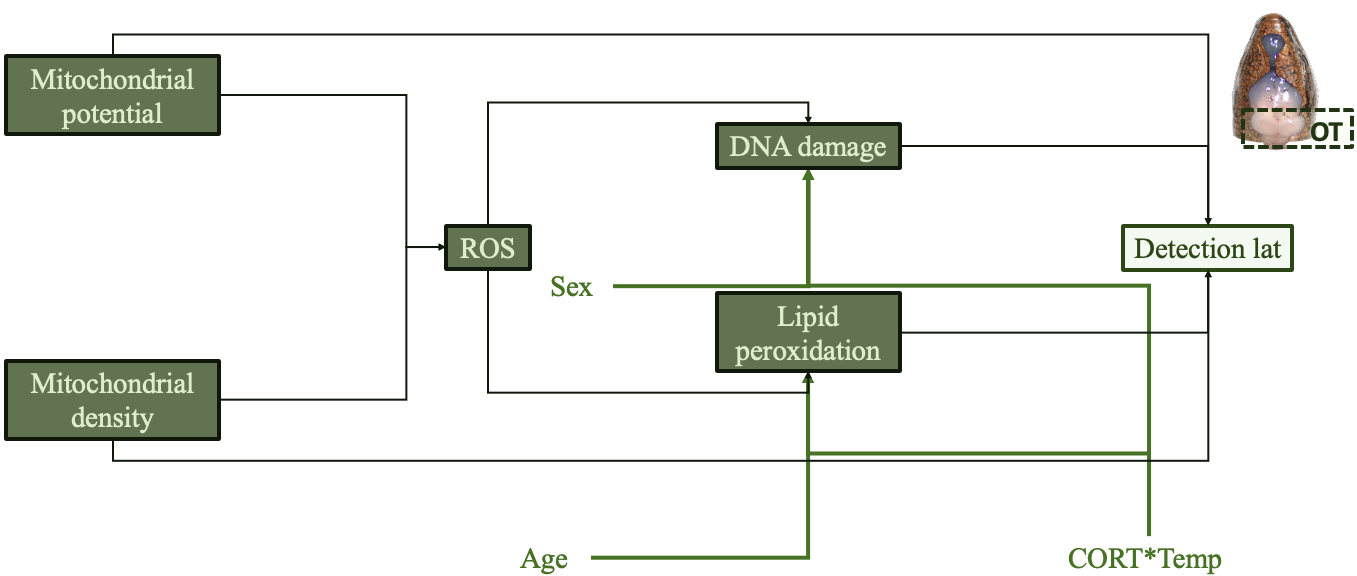 Mitochondrial
potential
OT
DNA damage
ROS
Detection lat
Sex
Lipid
peroxidation
Mitochondrial
density
Age
CORT*Temp